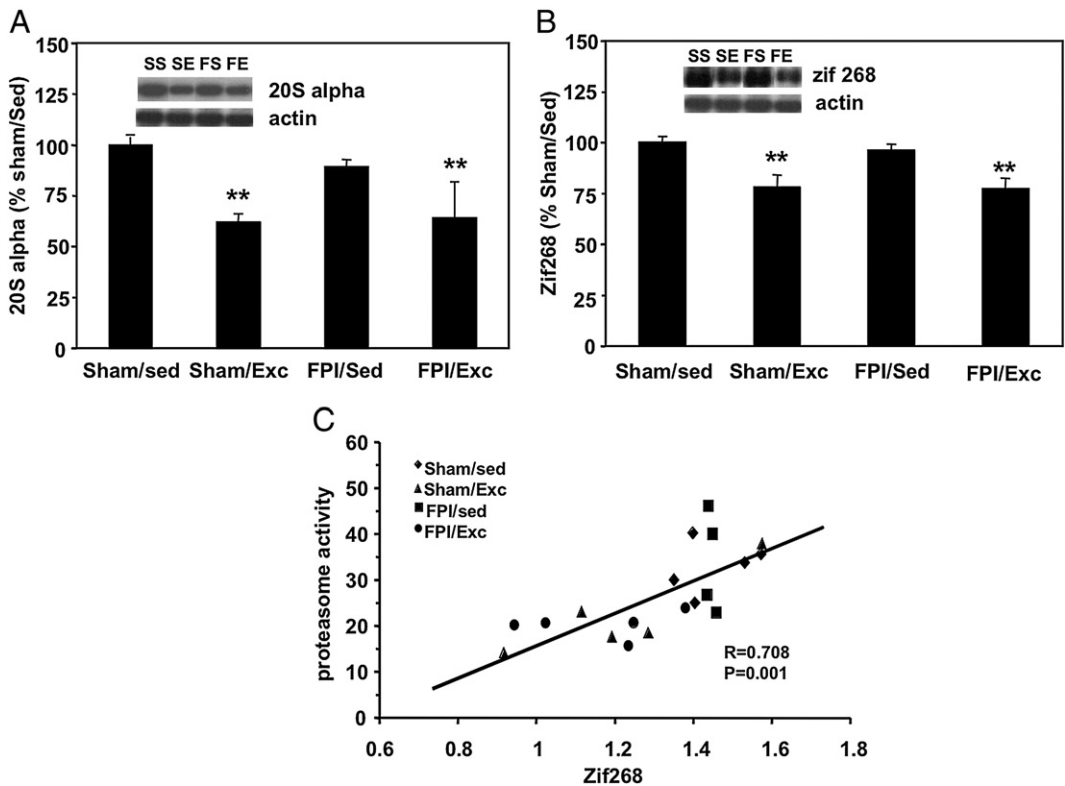 A
150
125
100
75
50
25
0
20S alpha (% sham/Sed)
SS SE FS FE
20S alpha
actin
**
**
Sham/sed Sham/Exc FPI/Sed FPI/Exc
B
150
125
100
75
50
25
0
Zif268 (% Sham/Sed)
SS SE FS FE
zif 268
actin
**
**
Sham/sed Sham/Exc FPI/Sed FPI/Exc
C
60
50
40
30
20
10
0
proteasome activity
Sham/sed
Sham/Exc
FPI/sed
FPI/Exc
R=0.708
P=0.001
0.6 0.8 1 1.2 1.4 1.6 1.8
Zif268